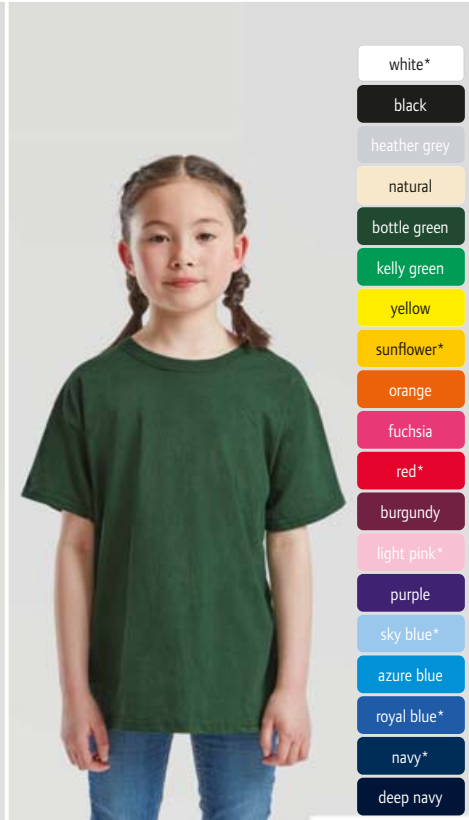 white*
black
heather grey
natural
bottle green
kelly green
yellow
sunflower*
orange
fuchsia
red*
burgundy
light pink*
purple
sky blue*
azure blue
royal blue*
navy*
deep navy